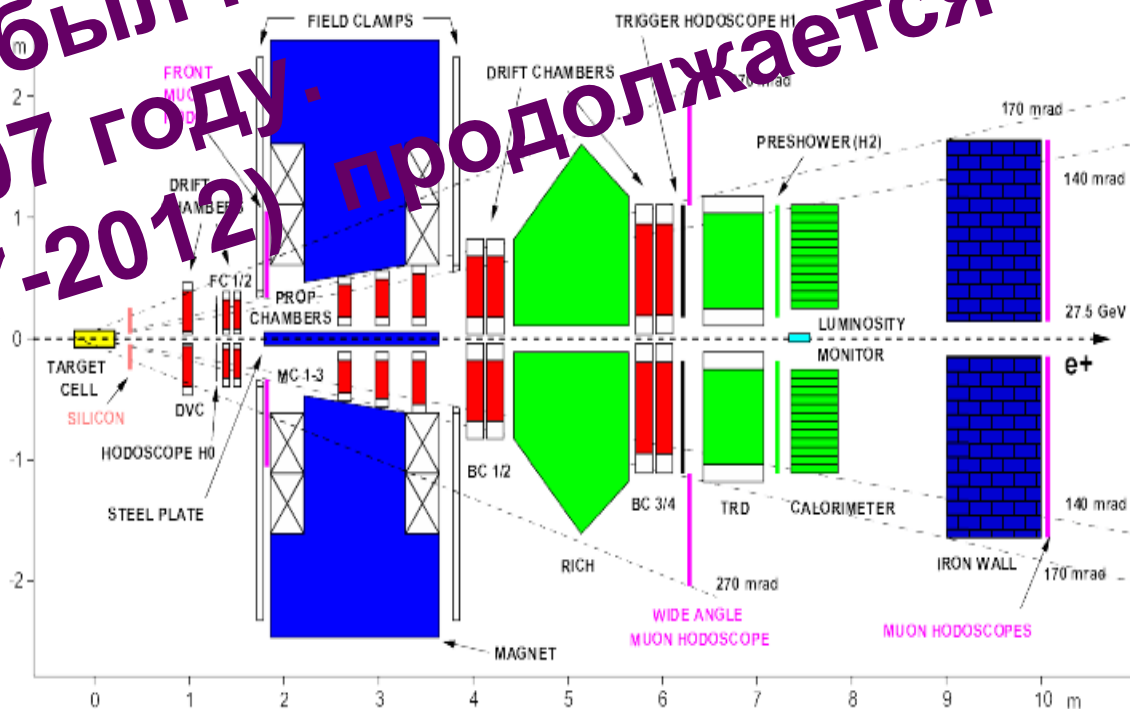 был
07 году.
-2012) продолжается
FIELD CLAMPS
TRIGGER HODOSCOPE H1
m
2
1
0
-1
-2
FRONT
DRIFT CHAMBERS
170 mrad
PRESHOWER (H2)
140 mrad
DRIFT
CHAMBERS
FC 1/2
PROP
CHAMBERS
27.5 GeV
LUMINOSITY
MONITOR
e+
TARGET
CELL
SILICON
DVC
MC 1-3
HODOSCOPE H0
STEEL PLATE
BC 1/2
BC 3/4
TRD
CALORIMETER
140 mrad
RICH
IRON WALL
170 mrad
270 mrad
WIDE ANGLE
MUON HODOSCOPE
MUON HODOSCOPES
MAGNET
0 1 2 3 4 5 6 7 8 9 10 m